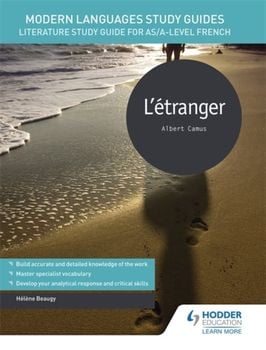 MODERN LANGUAGES STUDY GUIDES
LITERATURE STUDY GUIDE FOR AS/A-LEVEL FRENCH
L'étranger
Albert Camus
Build accurate and detailed knowledge of the work
Master specialist vocabulary
Develop your analytical response and critical skills
Hélène Beaugy
HODDER
EDUCATION
LEARN MORE